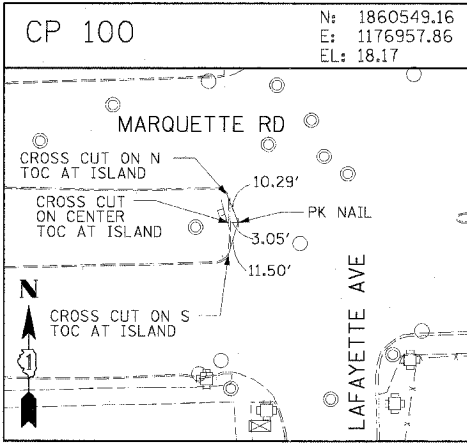 CP 100
N: 1860549.16
E: 1176957.86
EL: 18.17
MARQUETTE RD
CROSS CUT ON N
TOC AT ISLAND
10.29'
CROSS CUT
ON CENTER
TOC AT ISLAND
PK NAIL
3.05'
11.50'
N
CROSS CUT ON S
TOC AT ISLAND
1
LAFAYETTE AVE